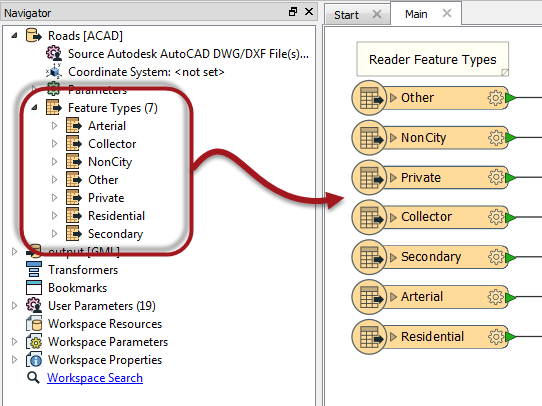 Navigator
Roads [ACAD]
Source Autodesk AutoCAD DWG/DXF File(s)...
Coordinate System: <not set>
Parameters
Feature Types (7)
Arterial
Collector
NonCity
Other
Private
Residential
Secondary
output [GML]
Transformers
Bookmarks
User Parameters (19)
Workspace Resources
Workspace Parameters
Workspace Properties
Workspace Search
Start
Main
Reader Feature Types
Other
NonCity
Private
Collector
Secondary
Arterial
Residential